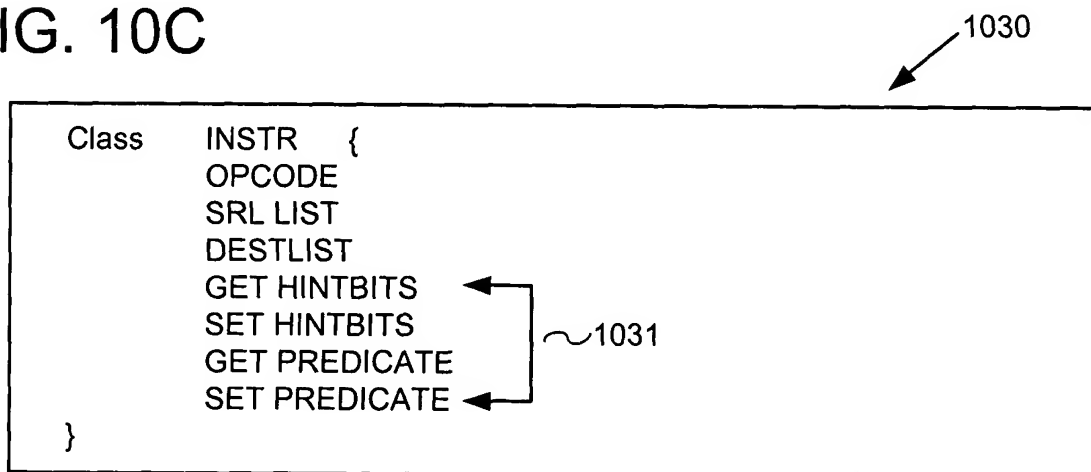 IG. 10C
1030
Class INSTR {
OPCODE
SRL LIST
DESTLIST
GET HINTBITS
SET HINTBITS
1031
GET PREDICATE
SET PREDICATE
}